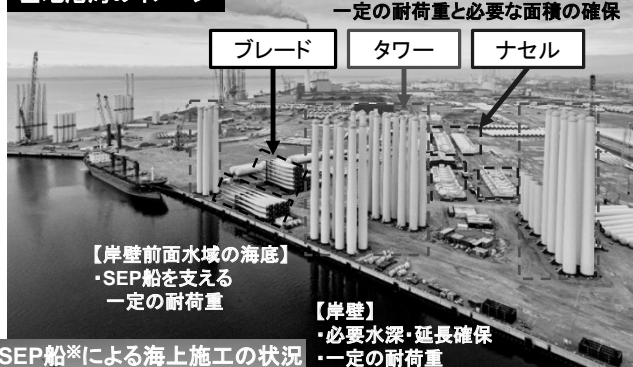 一定の耐荷重と必要な面積の確保
ブレード
タワー
ナセル
【岸壁前面水域の海底】
・SEP船を支える
一定の耐荷重
【岸壁】
・必要水深・延長確保
・一定の耐荷重
SEP船※による海上施工の状況